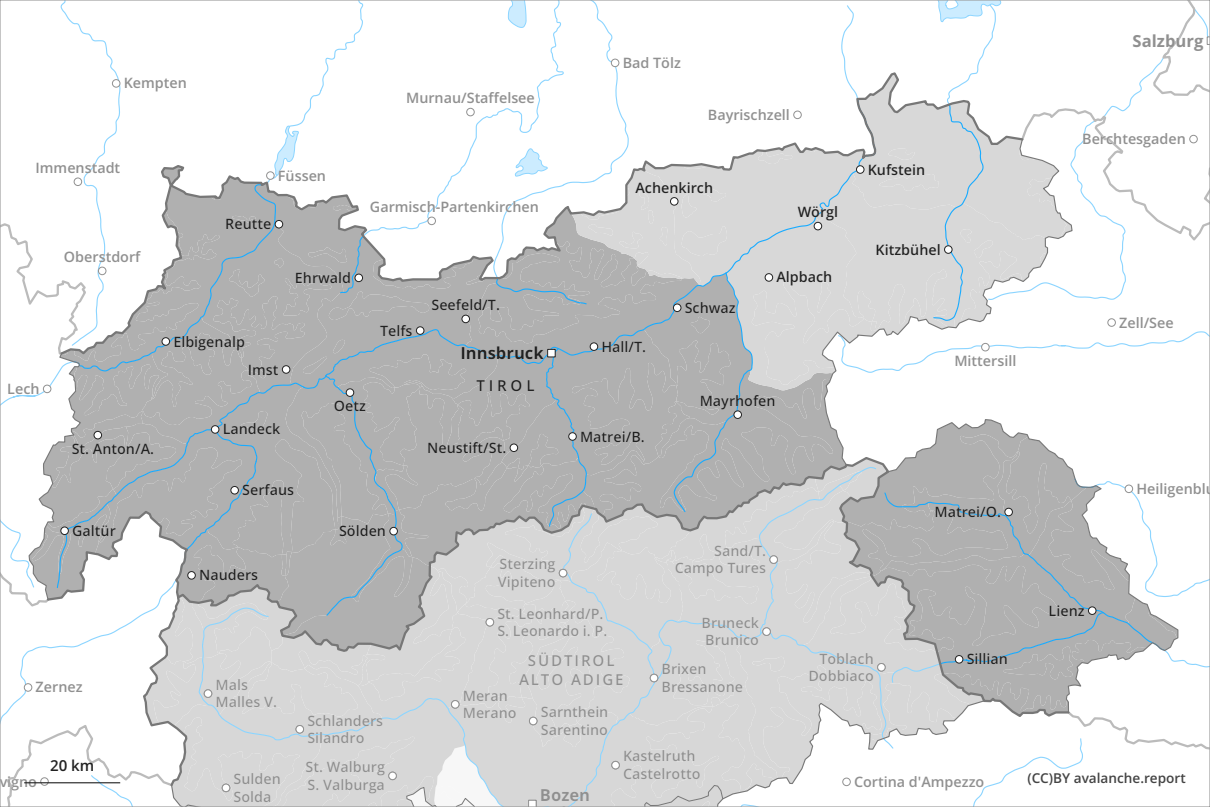 Salzburg
Bad Tölz
Kempten
Murnau/Staffelsee
Bayrischzell
Berchtesgaden
Immenstadt
Füssen
Kufstein
Achenkirch
Garmisch-Partenkirchen
Wörgl
Reutte
Kitzbühel
Oberstdorf
Ehrwald
Alpbach
Seefeld/T.
Schwaz
Zell/See
Telfs
Elbigenalp
Hall/T.
Innsbruck
Mittersill
Imst
TIROL
Lech
Oetz
Mayrhofen
Landeck
Matrei/B.
St. Anton/A.
Neustift/St.
Serfaus
Heiligenblu
Matrei/O.
Galtür
Sölden
Sand/T.
Campo Tures
Sterzing
Vipiteno
Nauders
Lienz
St. Leonhard/P.
S. Leonardo i. P.
Bruneck
Brunico
SÜDTIROL
ALTO ADIGE
Toblach
Dobbiaco
Sillian
Brixen
Bressanone
Zernez
Mals
Malles V.
Meran
Merano
Sarnthein
Sarentino
Schlanders
Silandro
Kastelruth
Castelrotto
20 km
St. Walburg
S. Valburga
vigno
Sulden
Solda
Cortina d'Ampezzo
(CC)BY avalanche.report
Bozen